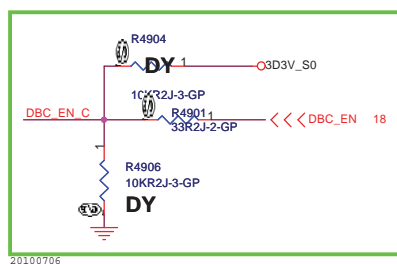 R4904
DY
1
3D3V_S0
10KR2J-3-GP
DBC_EN_C
R4901
1
33R2J-2-GP
DBC_EN 18
1
R4906
10KR2J-3-GP
DY
20100706